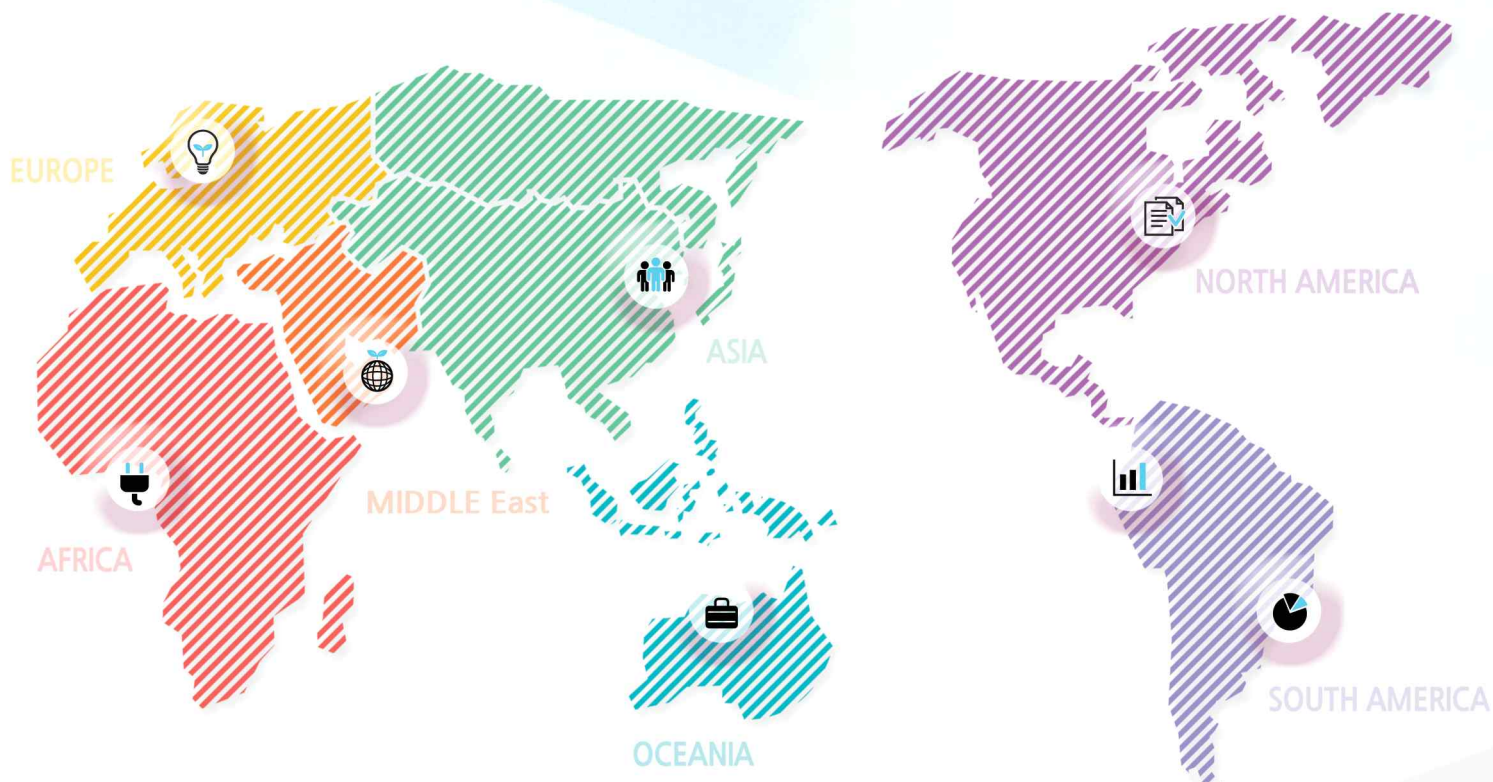 EUROPE
NORTH AMERICA
ASIA
MIDDLE East
AFRICA
SOUTH AMERICA
OCEANIA